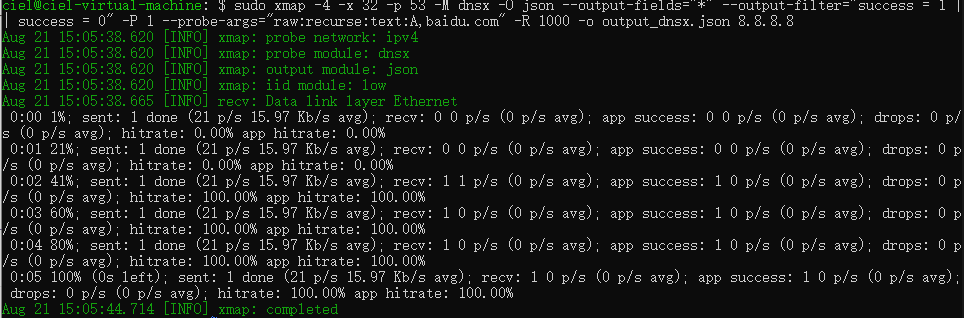 ciel@ciel-virtual-machine: $ sudo xmap -4 -x 32 -p 53 -M dnsx -O json --output-fields="*" --output-filter="success = 1 |
| success = 0" -P 1 --probe-args="raw:recurse:text:A,baidu.com" -R 1000 -o output_dnsx.json 8.8.8.8
Aug 21 15:05:38.620 [INFO] xmap: probe network: ipv4
Aug 21 15:05:38.620 [INFO] xmap: probe module: dnsx
Aug 21 15:05:38.620 [INFO] xmap: output module: json
Aug 21 15:05:38.620 [INFO] xmap: iid module: low
Aug 21 15:05:38.665 [INFO] recv: Data link layer Ethernet
0:00 1%; sent: 1 done (21 p/s 15.97 Kb/s avg); recv: 0 0 p/s (0 p/s avg); app success: 0 0 p/s (0 p/s avg); drops: 0 p/
s (0 p/s avg); hitrate: 0.00% app hitrate: 0.00%
0:01 21%; sent: 1 done (21 p/s 15.97 Kb/s avg); recv: 0 0 p/s (0 p/s avg); app success: 0 0 p/s (0 p/s avg); drops: 0 p
/s (0 p/s avg); hitrate: 0.00% app hitrate: 0.00%
0:02 41%; sent: 1 done (21 p/s 15.97 Kb/s avg); recv: 1 1 p/s (0 p/s avg); app success: 1 0 p/s (0 p/s avg); drops: 0 p
/s (0 p/s avg); hitrate: 100.00% app hitrate: 100.00%
0:03 60%; sent: 1 done (21 p/s 15.97 Kb/s avg); recv: 1 0 p/s (0 p/s avg); app success: 1 0 p/s (0 p/s avg); drops: 0 p
/s (0 p/s avg); hitrate: 100.00% app hitrate: 100.00%
0:04 80%; sent: 1 done (21 p/s 15.97 Kb/s avg); recv: 1 0 p/s (0 p/s avg); app success: 1 0 p/s (0 p/s avg); drops: 0 p
/s (0 p/s avg); hitrate: 100.00% app hitrate: 100.00%
0:05 100% (0s left); sent: 1 done (21 p/s 15.97 Kb/s avg); recv: 1 0 p/s (0 p/s avg); app success: 1 0 p/s (0 p/s avg);
drops: 0 p/s (0 p/s avg); hitrate: 100.00% app hitrate: 100.00%
Aug 21 15:05:44.714 [INFO] xmap: completed